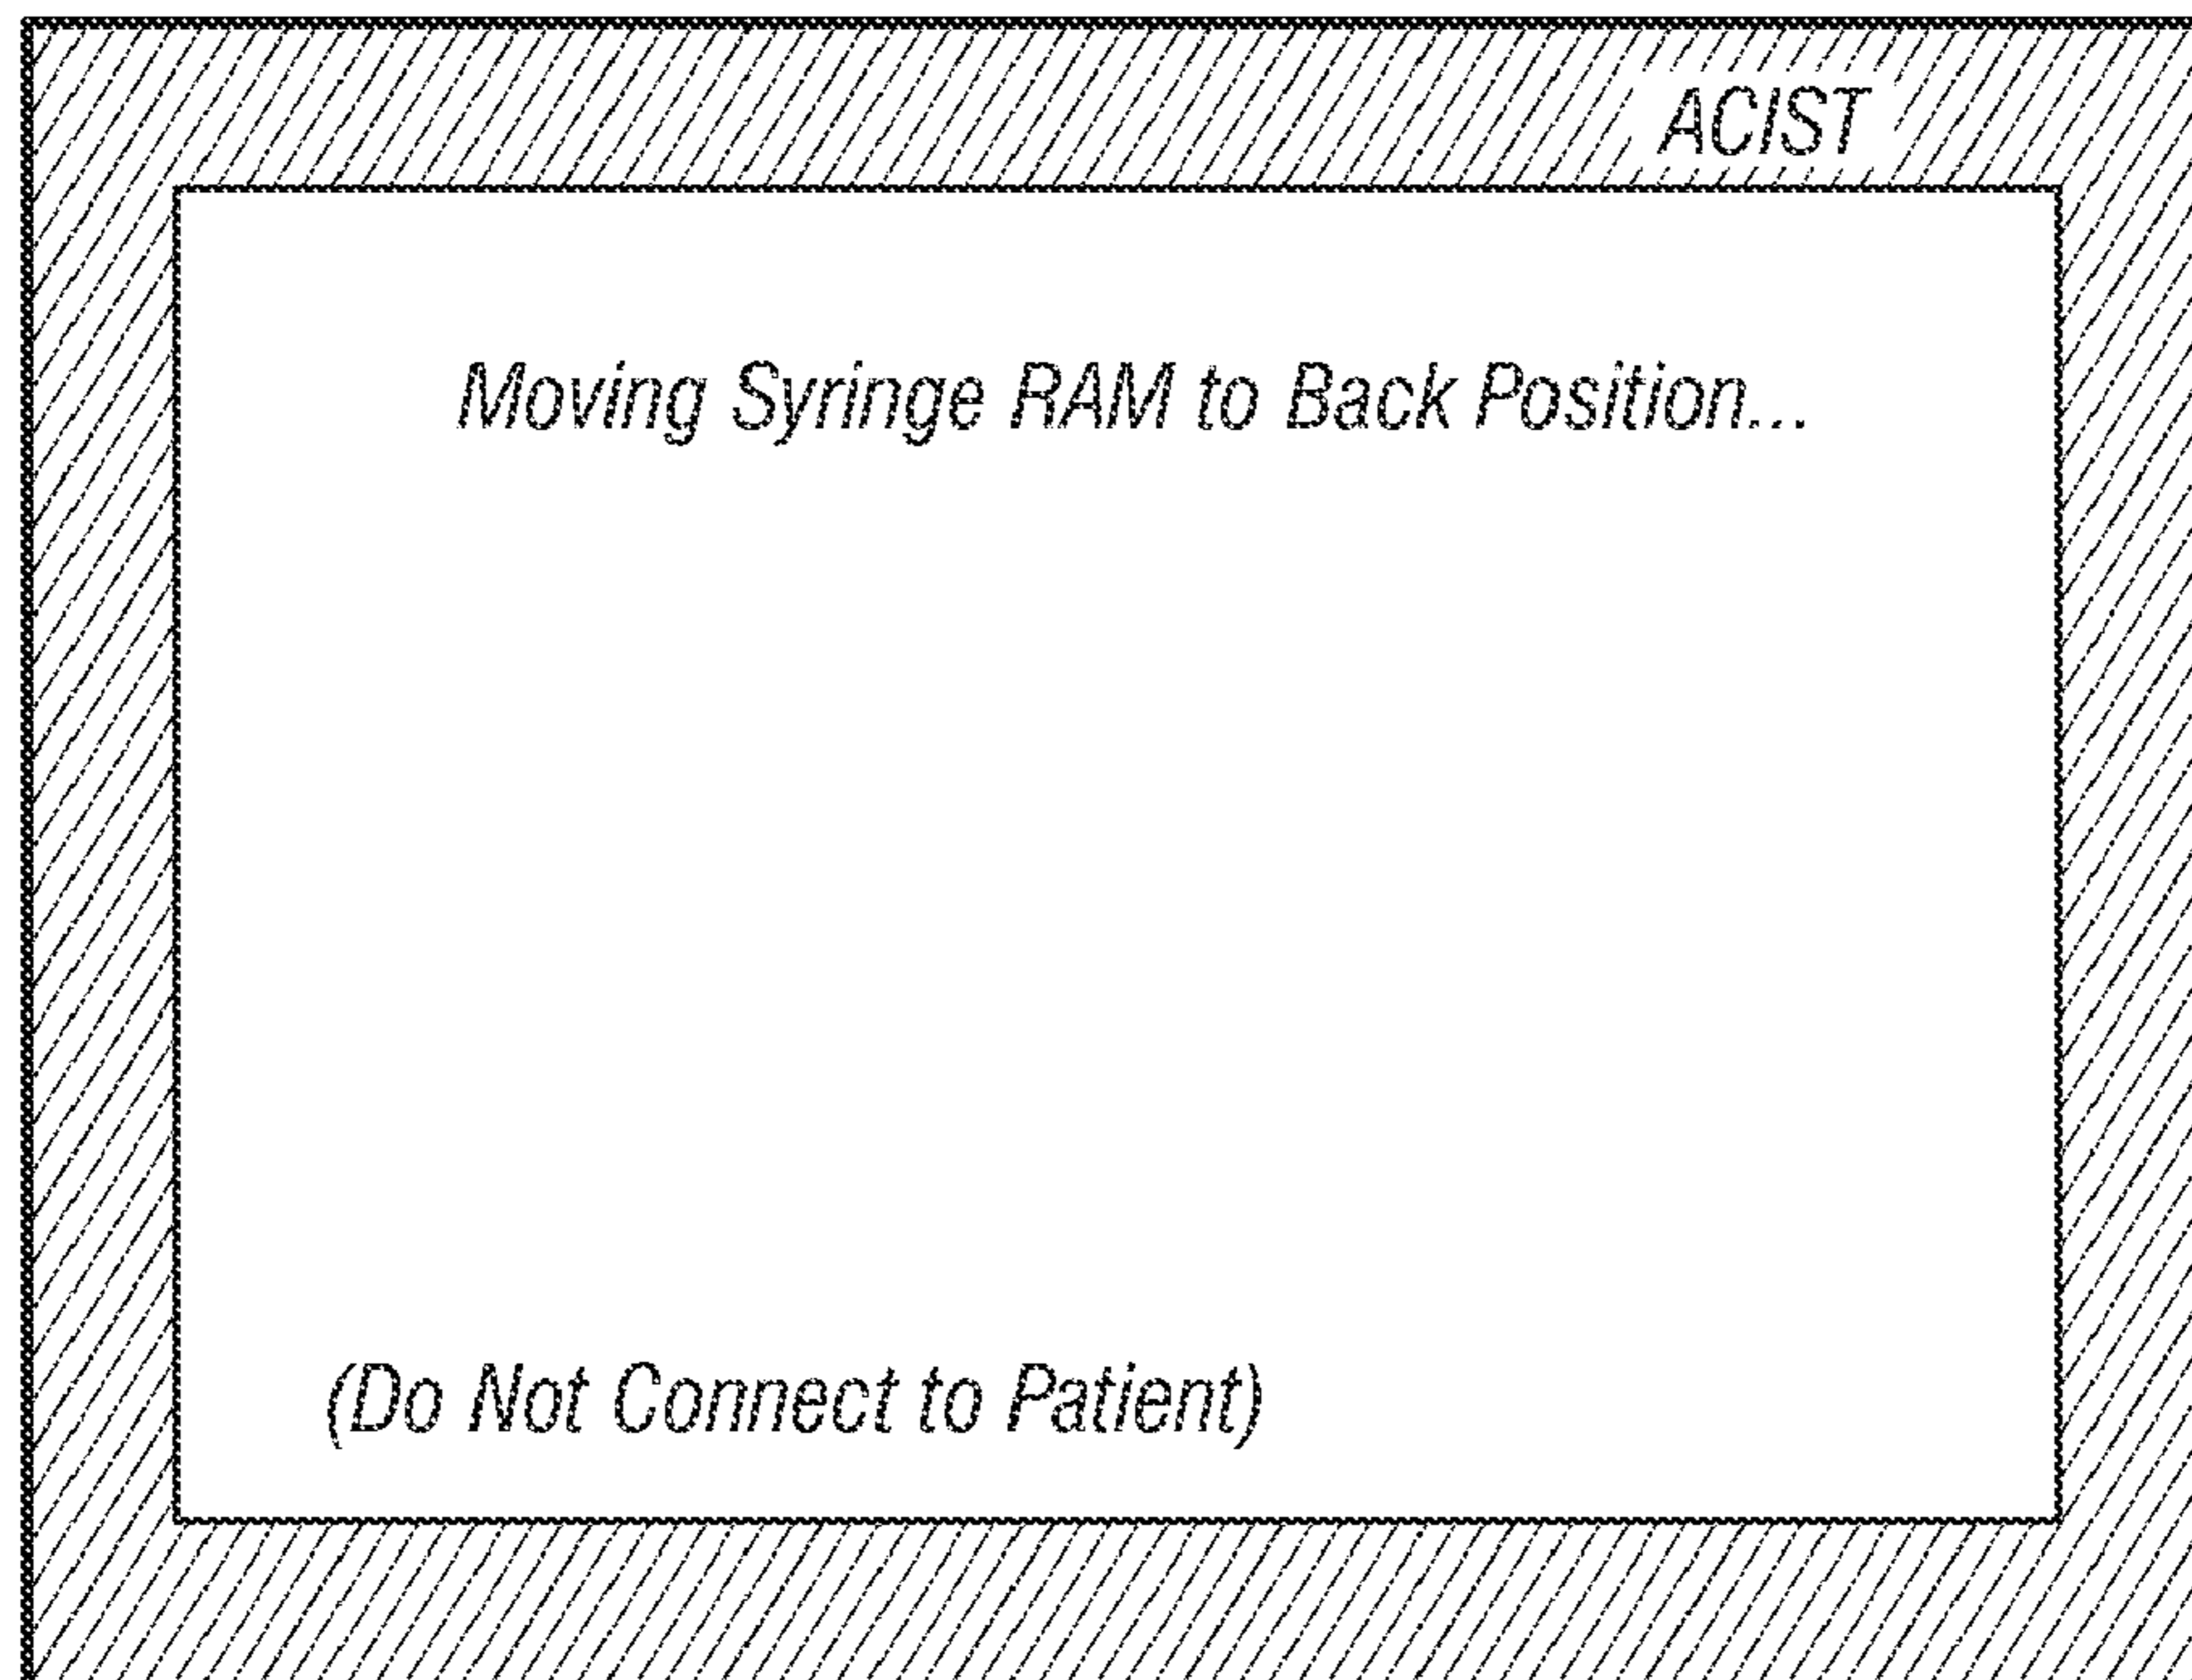 ACIST
Moving Syringe RAM to Back Position...
(Do Not Connect to Patient)